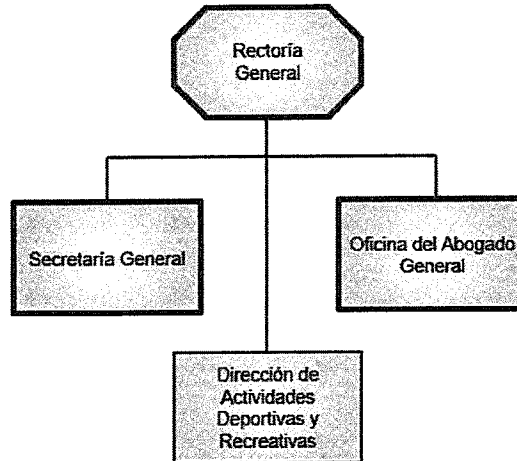 Rectoría
General
Secretaría General
Oficina del Abogado
General
Dirección de
Actividades
Deportivas y
Recreativas